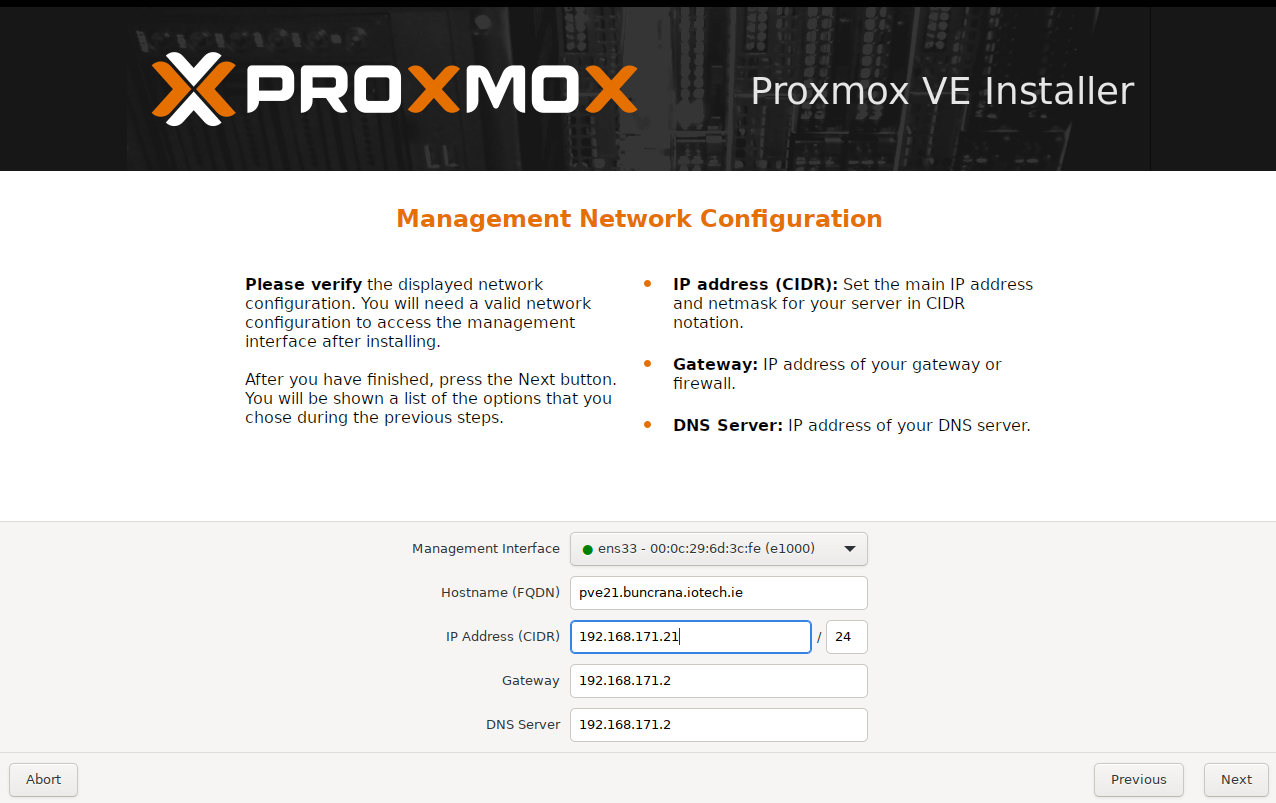 PROXMOX
Proxmox VE Installer
Management Network Configuration
Please verify the displayed network
configuration. You will need a valid network
configuration to access the management
interface after installing.
After you have finished, press the Next button.
You will be shown a list of the options that you
chose during the previous steps.
IP address (CIDR): Set the main IP address
and netmask for your server in CIDR
notation.
Gateway: IP address of your gateway or
firewall.
DNS Server: IP address of your DNS server.
Management Interface ens33 - 00:0c:29:6d:3c:fe (e1000)
Hostname (FQDN) pve21.buncrana.iotech.ie
IP Address (CIDR) 192.168.171.21 / 24
Gateway 192.168.171.2
DNS Server 192.168.171.2
Abort Previous Next